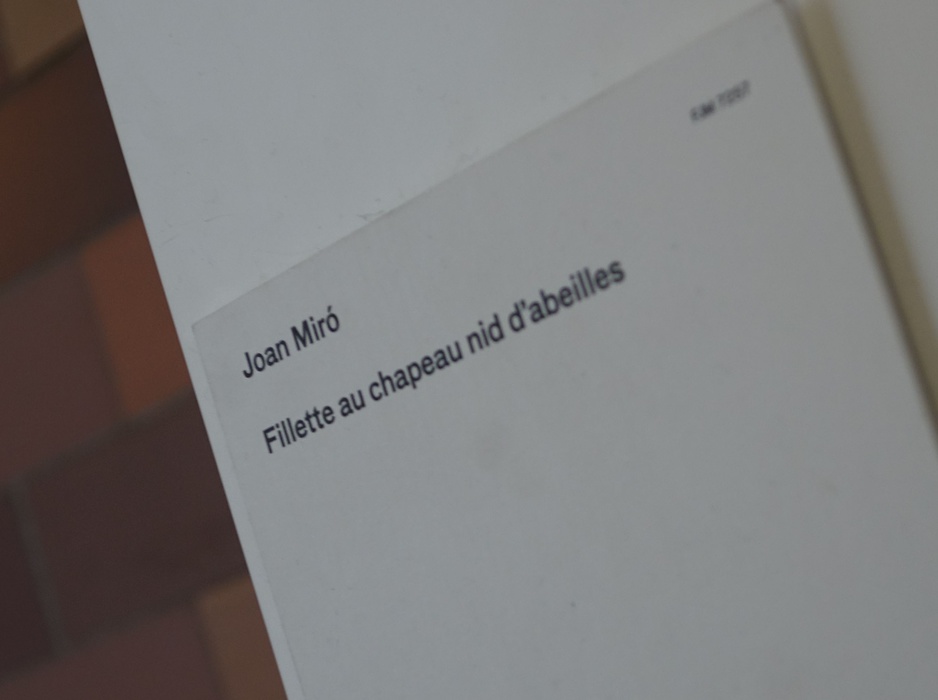 Joan Miró
Fillette au chapeau nid d'abeilles